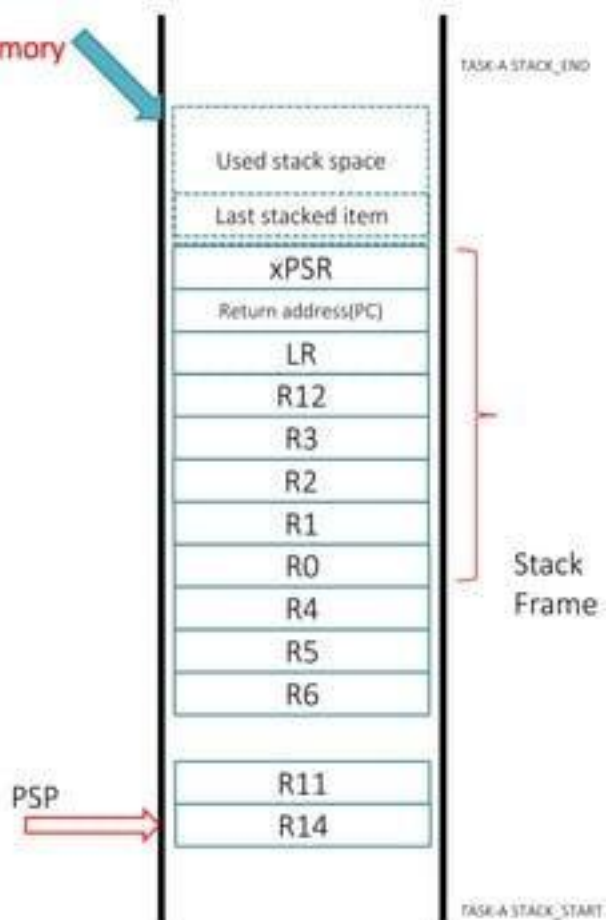 mory
TASK-A STACK_END
Used stack space
Last stacked item
xPSR
Return address(PC)
LR
R12
R3
R2
R1
R0
Stack
Frame
R4
R5
R6
R11
PSP
R14
TASK-A STACK_START